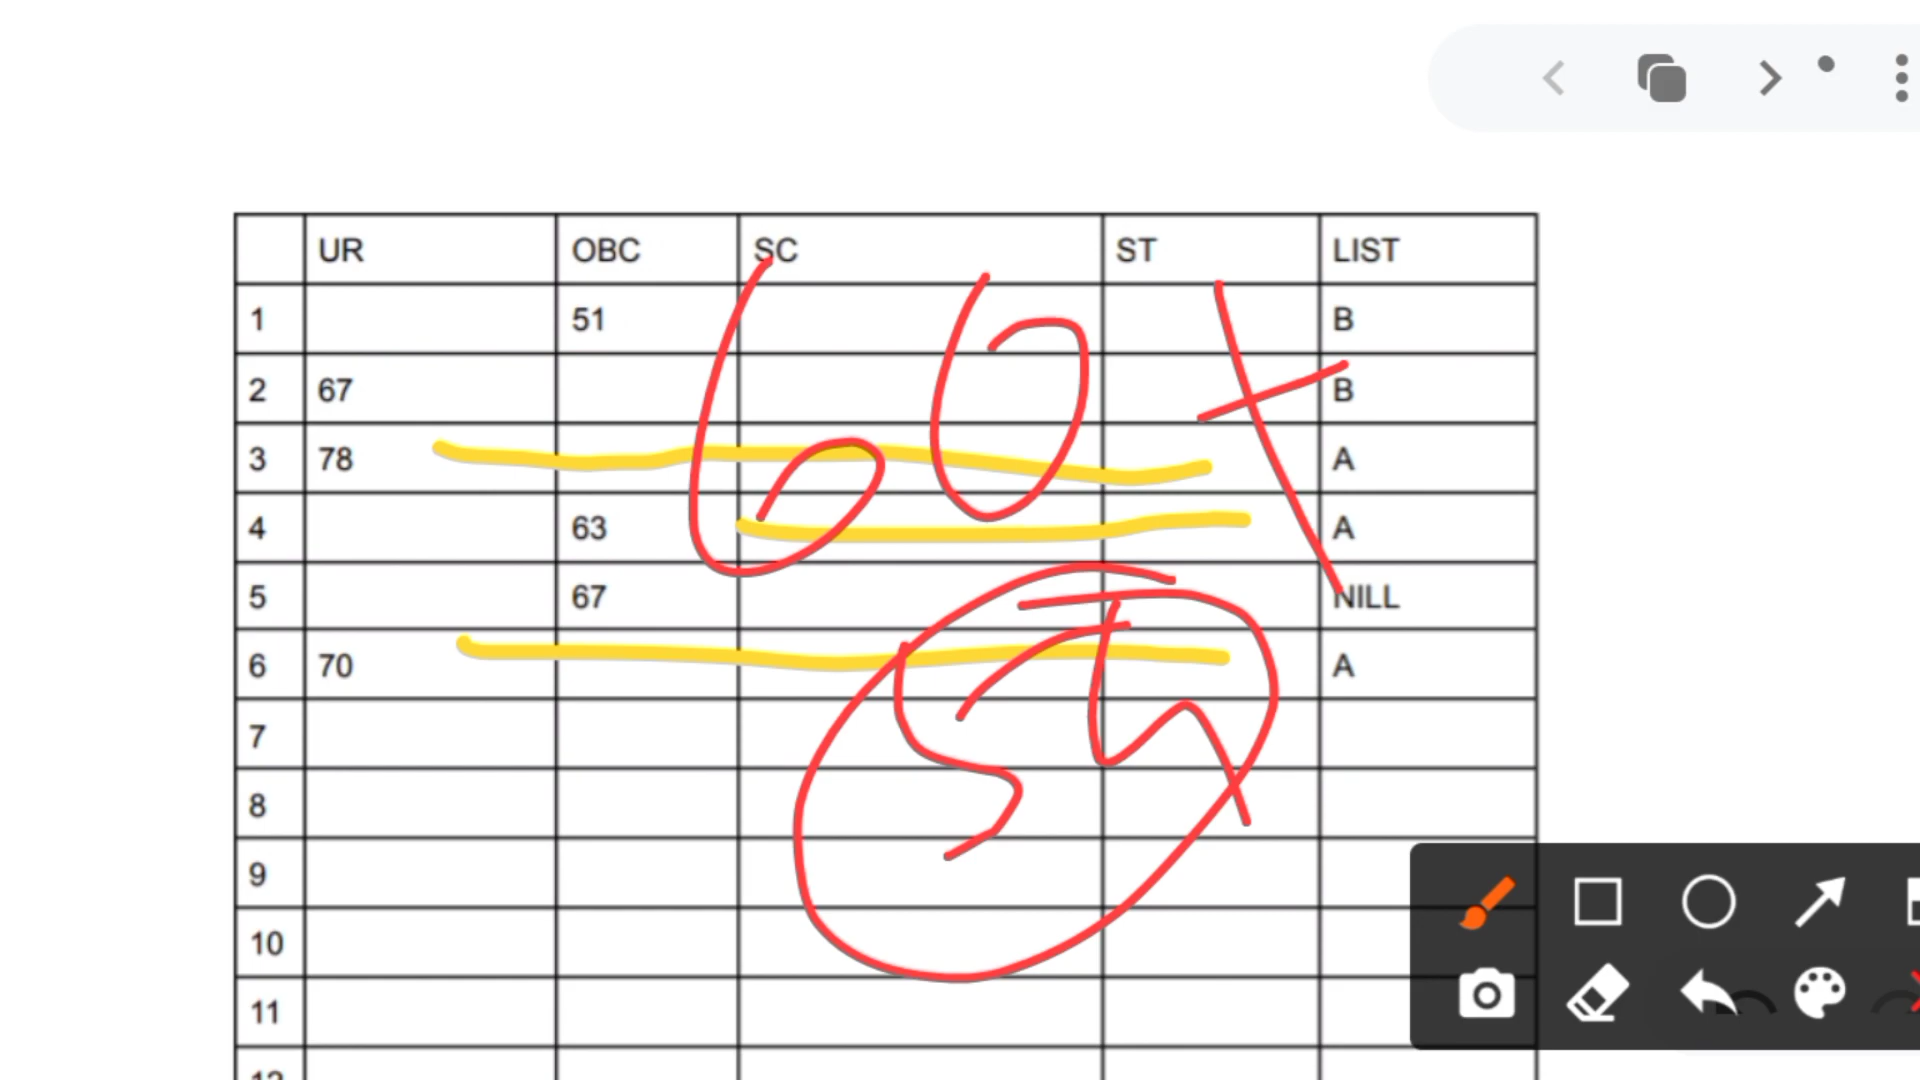 UR OBC SC ST LIST
1 51 B
2 67 B
3 78 A
4 63 A
5 67 NILL
6 70 A
7
8
9
10
11
60+